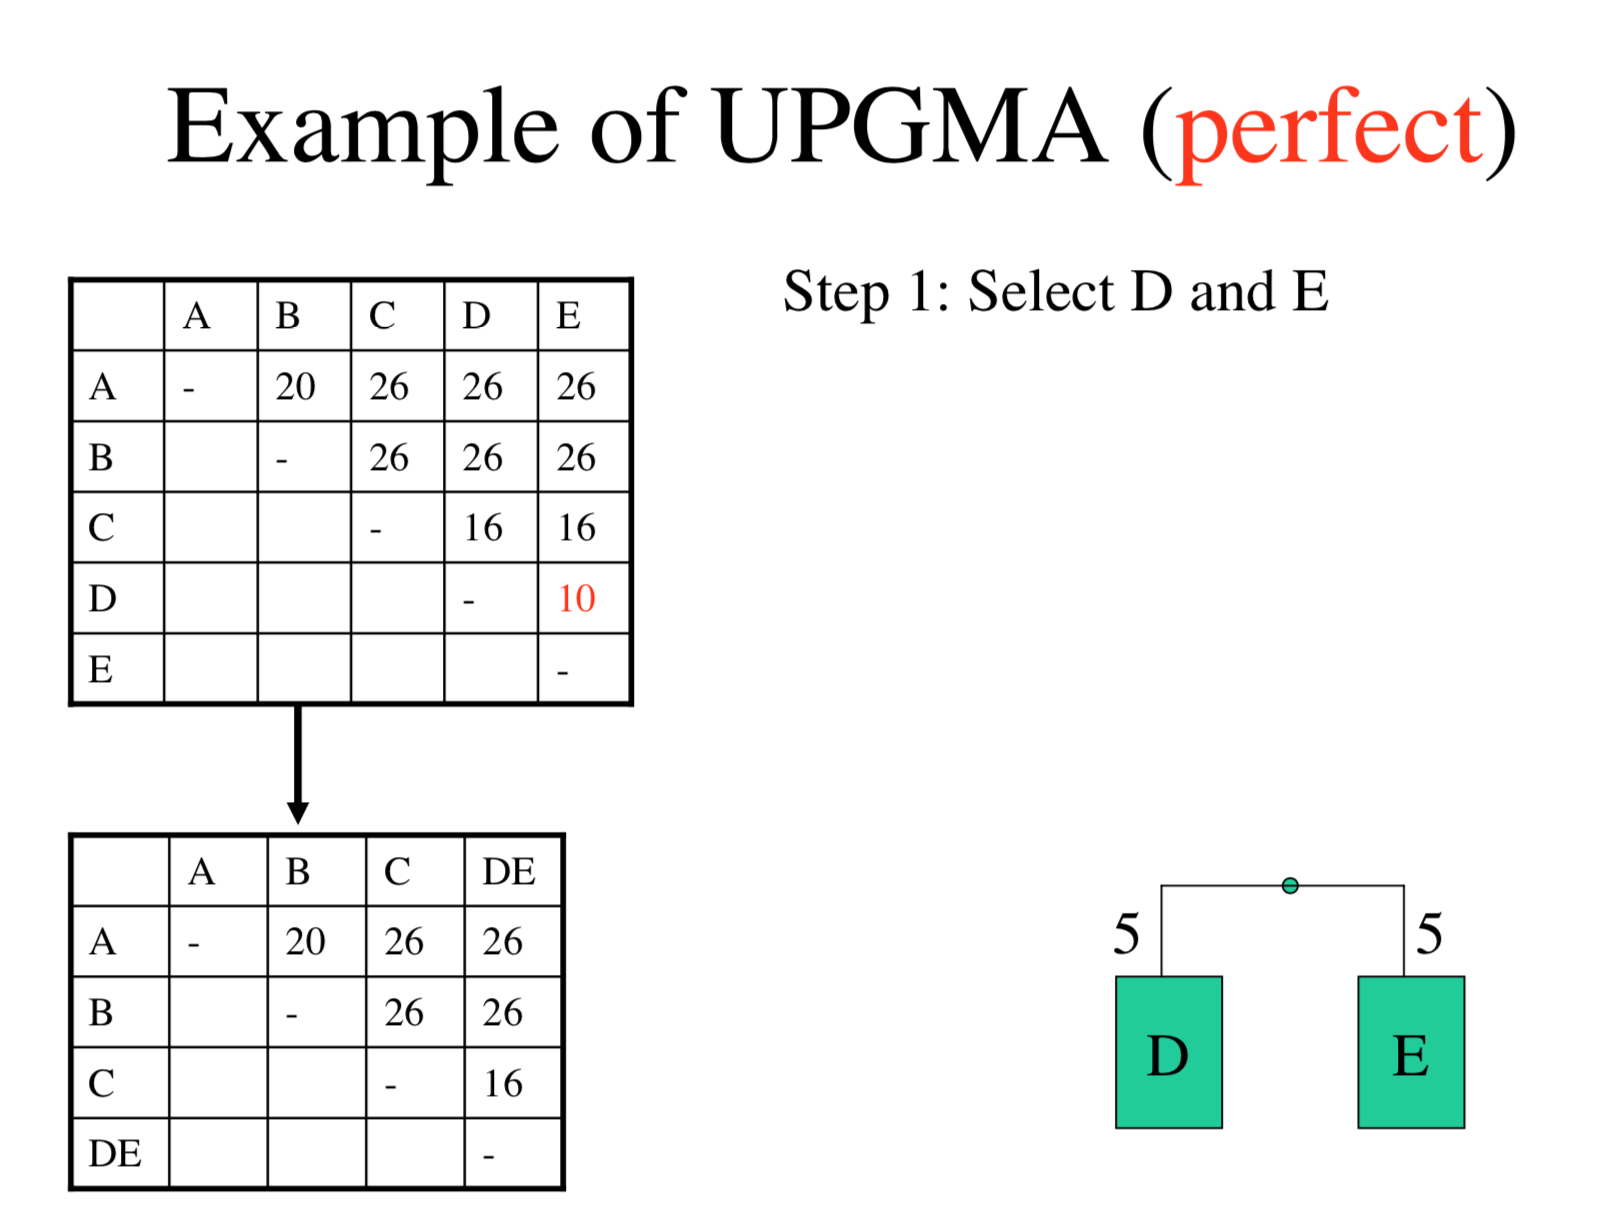 Example of UPGMA (perfect)
Step 1: Select D and E
A B C D E
A - 20 26 26 26
B - 26 26 26
C - 16 16
D - 10
E -
A B C DE
A - 20 26 26
B - 26 26
C - 16
DE -
5 5
D E